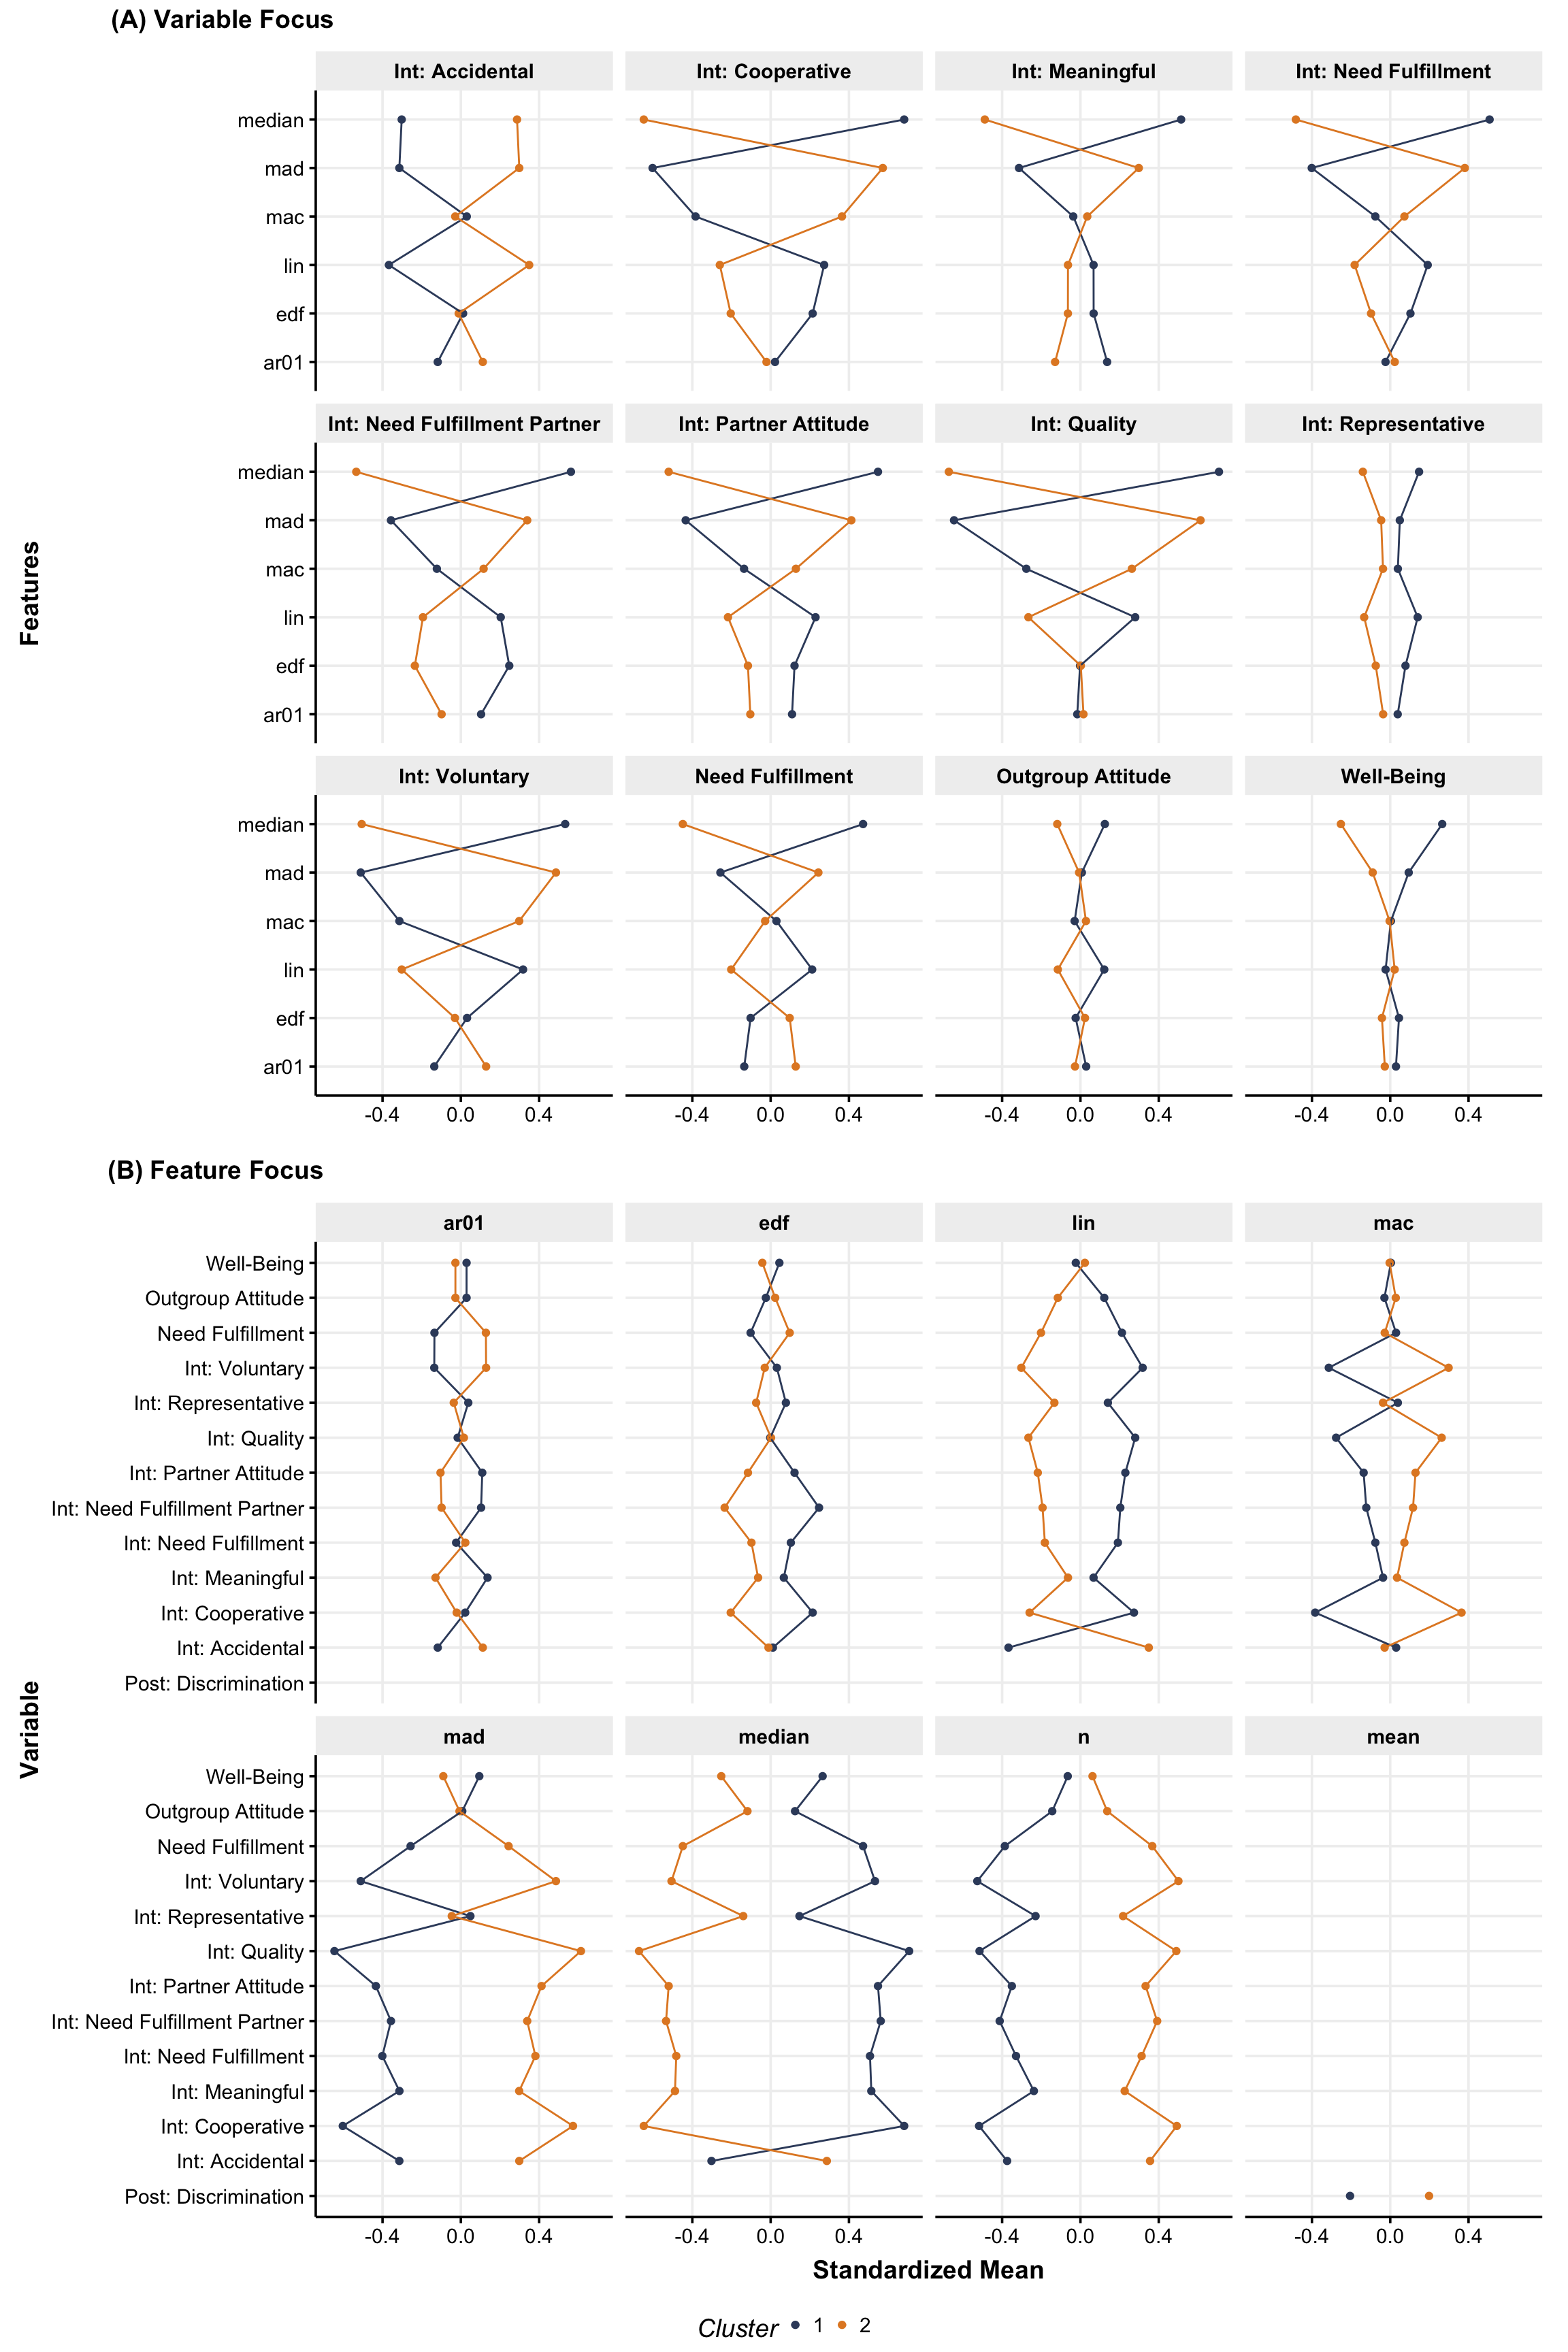 (A) Variable Focus
Int: Accidental
Int: Cooperative
Int: Meaningful
Int: Need Fulfillment
median
mad
mac
lin
edf
ar01
Int: Need Fulfillment Partner
Int: Partner Attitude
Int: Quality
Int: Representative
median
mad
mac
lin
edf
ar01
Features
Int: Voluntary
Need Fulfillment
Outgroup Attitude
Well-Being
median
mad
mac
lin
edf
ar01
-0.4 0.0 0.4
-0.4 0.0 0.4
-0.4 0.0 0.4
-0.4 0.0 0.4
(B) Feature Focus
ar01
edf
lin
mac
Well-Being
Outgroup Attitude
Need Fulfillment
Int: Voluntary
Int: Representative
Int: Quality
Int: Partner Attitude
Int: Need Fulfillment Partner
Int: Need Fulfillment
Int: Meaningful
Int: Cooperative
Int: Accidental
Post: Discrimination
Variable
mad
median
n
mean
Well-Being
Outgroup Attitude
Need Fulfillment
Int: Voluntary
Int: Representative
Int: Quality
Int: Partner Attitude
Int: Need Fulfillment Partner
Int: Need Fulfillment
Int: Meaningful
Int: Cooperative
Int: Accidental
Post: Discrimination
-0.4 0.0 0.4
-0.4 0.0 0.4
-0.4 0.0 0.4
-0.4 0.0 0.4
Standardized Mean
Cluster 1 2